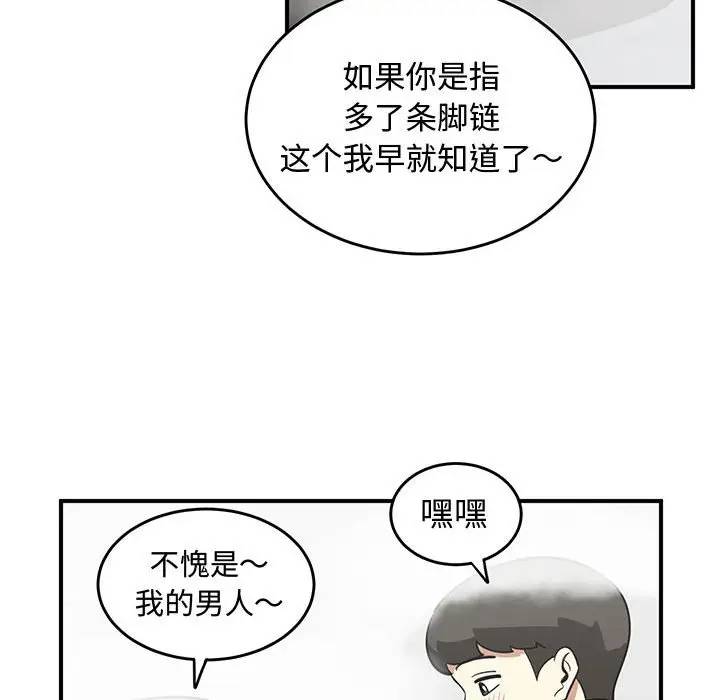 如果你是指
多了条脚链
这个我早就知道了～
嘿嘿
不愧是～
我的男人～